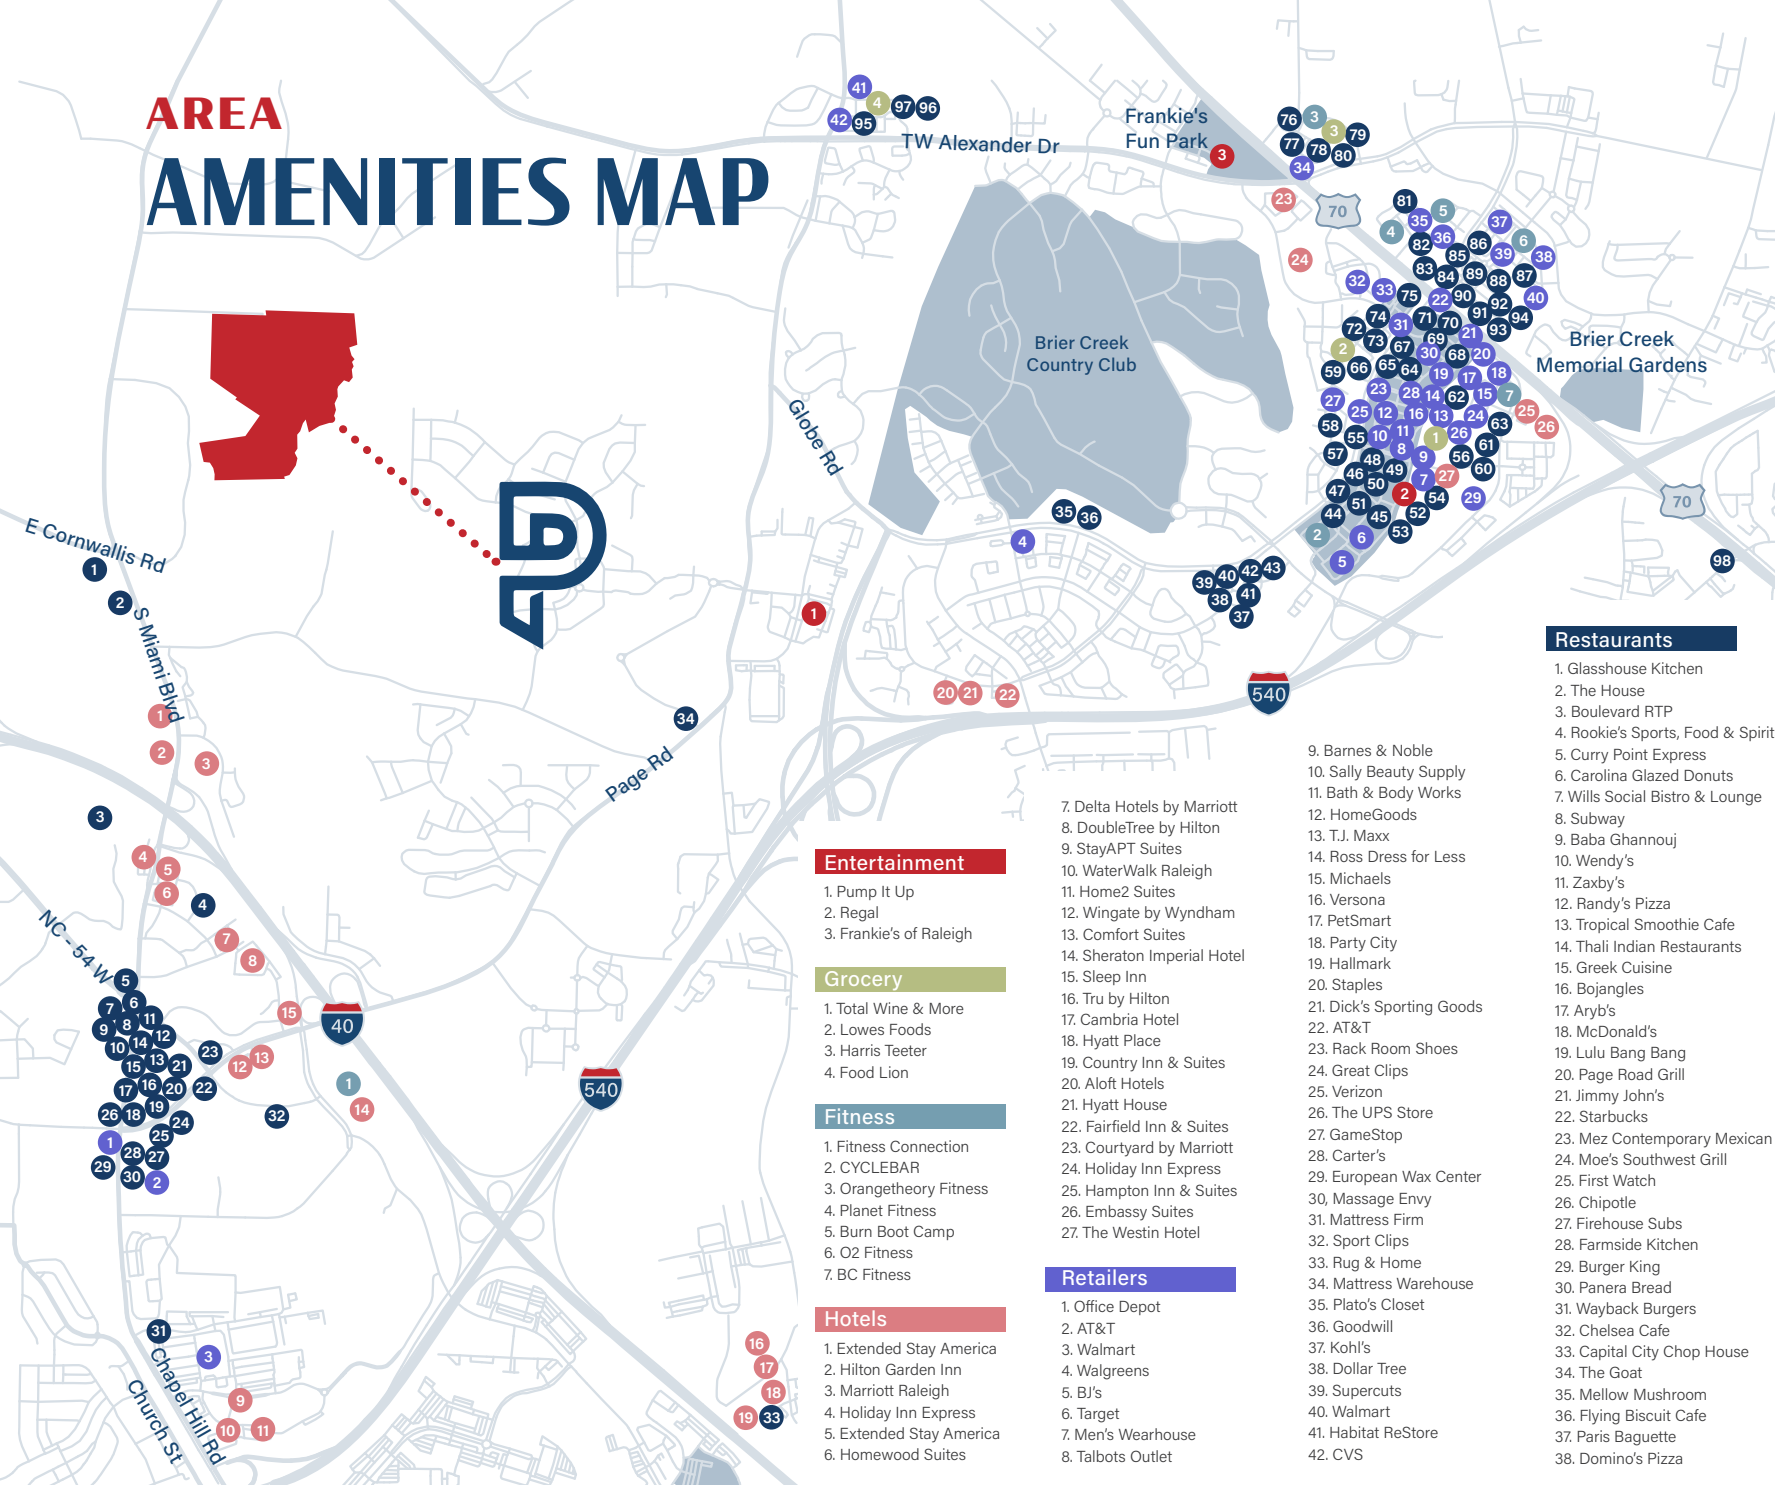 AREA
AMENITIES MAP
TW Alexander Dr
Frankie's
Fun Park
Brier Creek
Country Club
Brier Creek
Memorial Gardens
Globe Rd
E Cornwallis Rd
S Miami Blvd
Page Rd
NC - 54 W
Chapel Hill Rd
Church St
70
70
540
540
40
Entertainment
1. Pump It Up
2. Regal
3. Frankie's of Raleigh
Grocery
1. Total Wine & More
2. Lowes Foods
3. Harris Teeter
4. Food Lion
Fitness
1. Fitness Connection
2. CYCLEBAR
3. Orangetheory Fitness
4. Planet Fitness
5. Burn Boot Camp
6. O2 Fitness
7. BC Fitness
Hotels
1. Extended Stay America
2. Hilton Garden Inn
3. Marriott Raleigh
4. Holiday Inn Express
5. Extended Stay America
6. Homewood Suites
7. Delta Hotels by Marriott
8. DoubleTree by Hilton
9. StayAPT Suites
10. WaterWalk Raleigh
11. Home2 Suites
12. Wingate by Wyndham
13. Comfort Suites
14. Sheraton Imperial Hotel
15. Sleep Inn
16. Tru by Hilton
17. Cambria Hotel
18. Hyatt Place
19. Country Inn & Suites
20. Aloft Hotels
21. Hyatt House
22. Fairfield Inn & Suites
23. Courtyard by Marriott
24. Holiday Inn Express
25. Hampton Inn & Suites
26. Embassy Suites
27. The Westin Hotel
Retailers
1. Office Depot
2. AT&T
3. Walmart
4. Walgreens
5. BJ's
6. Target
7. Men's Wearhouse
8. Talbots Outlet
9. Barnes & Noble
10. Sally Beauty Supply
11. Bath & Body Works
12. HomeGoods
13. T.J. Maxx
14. Ross Dress for Less
15. Michaels
16. Versona
17. PetSmart
18. Party City
19. Hallmark
20. Staples
21. Dick's Sporting Goods
22. AT&T
23. Rack Room Shoes
24. Great Clips
25. Verizon
26. The UPS Store
27. GameStop
28. Carter's
29. European Wax Center
30, Massage Envy
31. Mattress Firm
32. Sport Clips
33. Rug & Home
34. Mattress Warehouse
35. Plato's Closet
36. Goodwill
37. Kohl's
38. Dollar Tree
39. Supercuts
40. Walmart
41. Habitat ReStore
42. CVS
Restaurants
1. Glasshouse Kitchen
2. The House
3. Boulevard RTP
4. Rookie's Sports, Food & Spirit
5. Curry Point Express
6. Carolina Glazed Donuts
7. Wills Social Bistro & Lounge
8. Subway
9. Baba Ghannouj
10. Wendy's
11. Zaxby's
12. Randy's Pizza
13. Tropical Smoothie Cafe
14. Thali Indian Restaurants
15. Greek Cuisine
16. Bojangles
17. Aryb's
18. McDonald's
19. Lulu Bang Bang
20. Page Road Grill
21. Jimmy John's
22. Starbucks
23. Mez Contemporary Mexican
24. Moe's Southwest Grill
25. First Watch
26. Chipotle
27. Firehouse Subs
28. Farmside Kitchen
29. Burger King
30. Panera Bread
31. Wayback Burgers
32. Chelsea Cafe
33. Capital City Chop House
34. The Goat
35. Mellow Mushroom
36. Flying Biscuit Cafe
37. Paris Baguette
38. Domino's Pizza